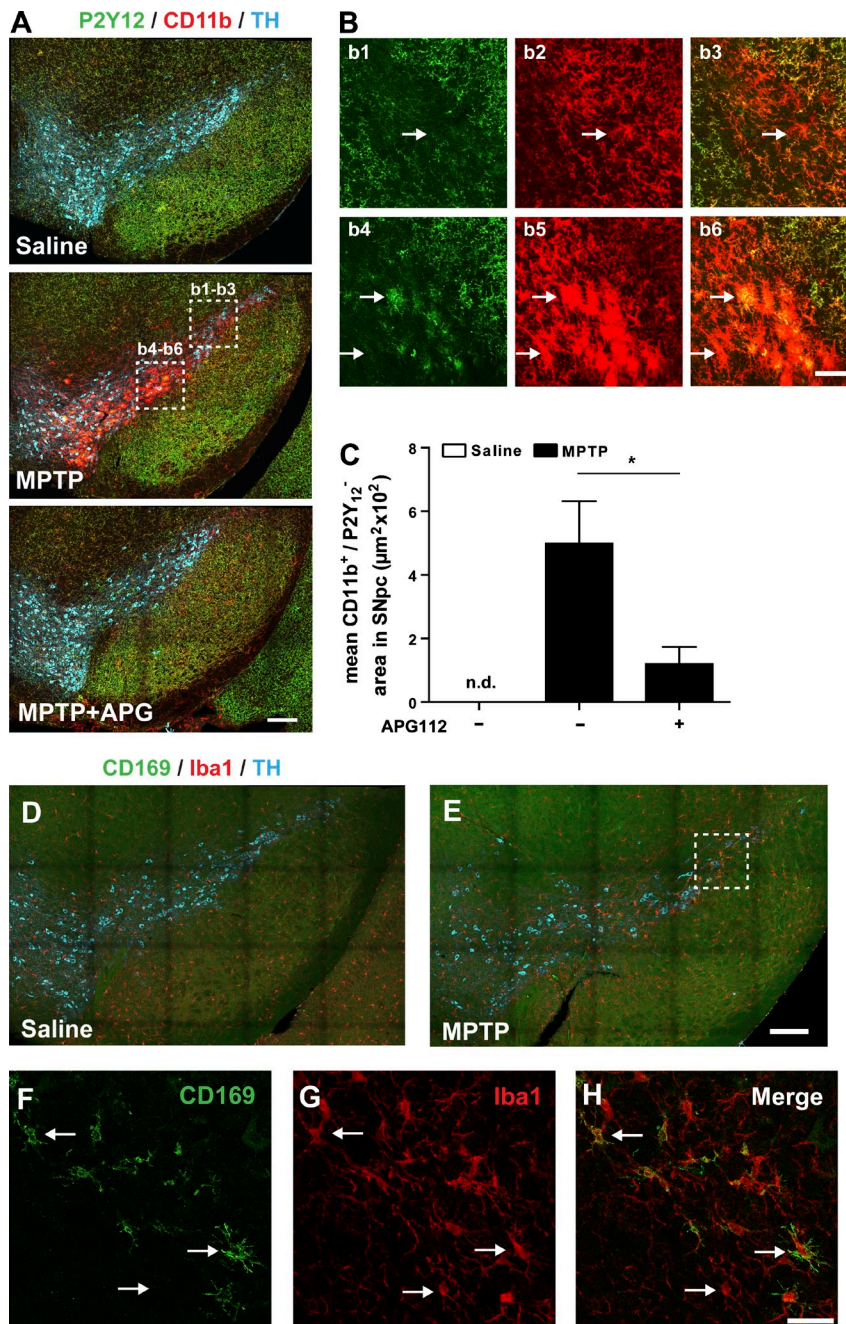 A
P2Y12 / CD11b / TH
Saline
b1-b3
b4-b6
MPTP
MPTP+APG
B
b1
b2
b3
b4
b5
b6
C
Saline
MPTP
*
mean CD11b⁺ / P2Y₁₂⁻
area in SNpc (µm²x10²)
8
6
4
2
0
n.d.
APG112
– – +
CD169 / Iba1 / TH
D
Saline
E
MPTP
F
CD169
G
Iba1
H
Merge